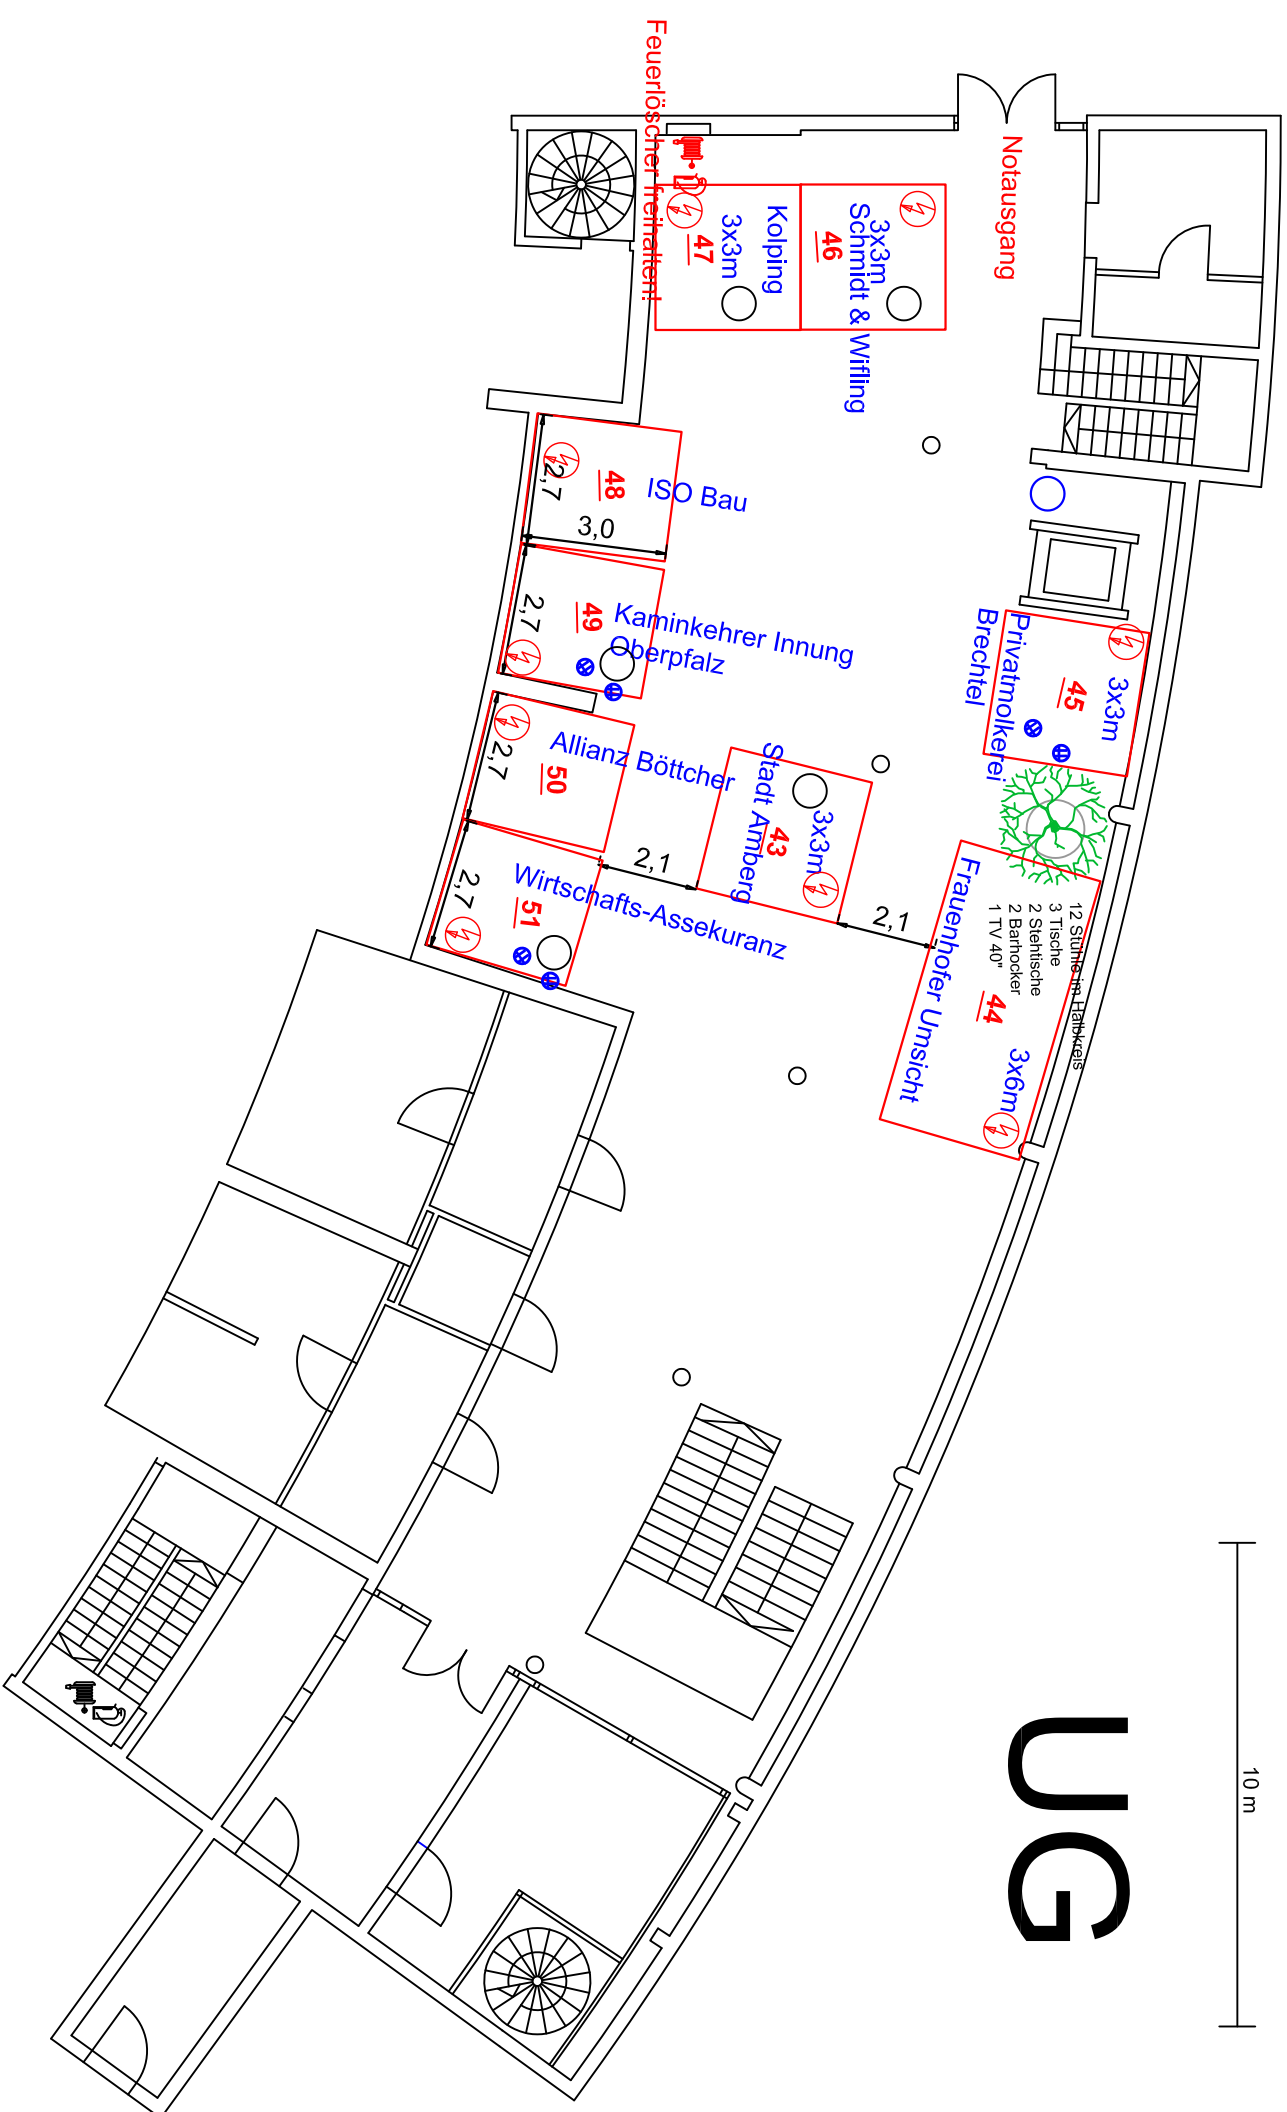 Feuerlöscher freihalten!
Notausgang
47
3x3m
Kolping
46
3x3m
Schmidt & Wifling
48
ISO Bau
2,7
3,0
49
Kaminkehrer Innung
Oberpfalz
2,7
45
3x3m
Privatmolkerei
Brechtel
50
Allianz Böttcher
2,7
43
3x3m
Stadt Amberg
2,1
2,1
51
Wirtschafts-Assekuranz
2,7
44
3x6m
Frauenhofer Umsicht
12 Stühle im Halbkreis
3 Tische
2 Stehtische
2 Barhocker
1 TV 40"
UG
10 m